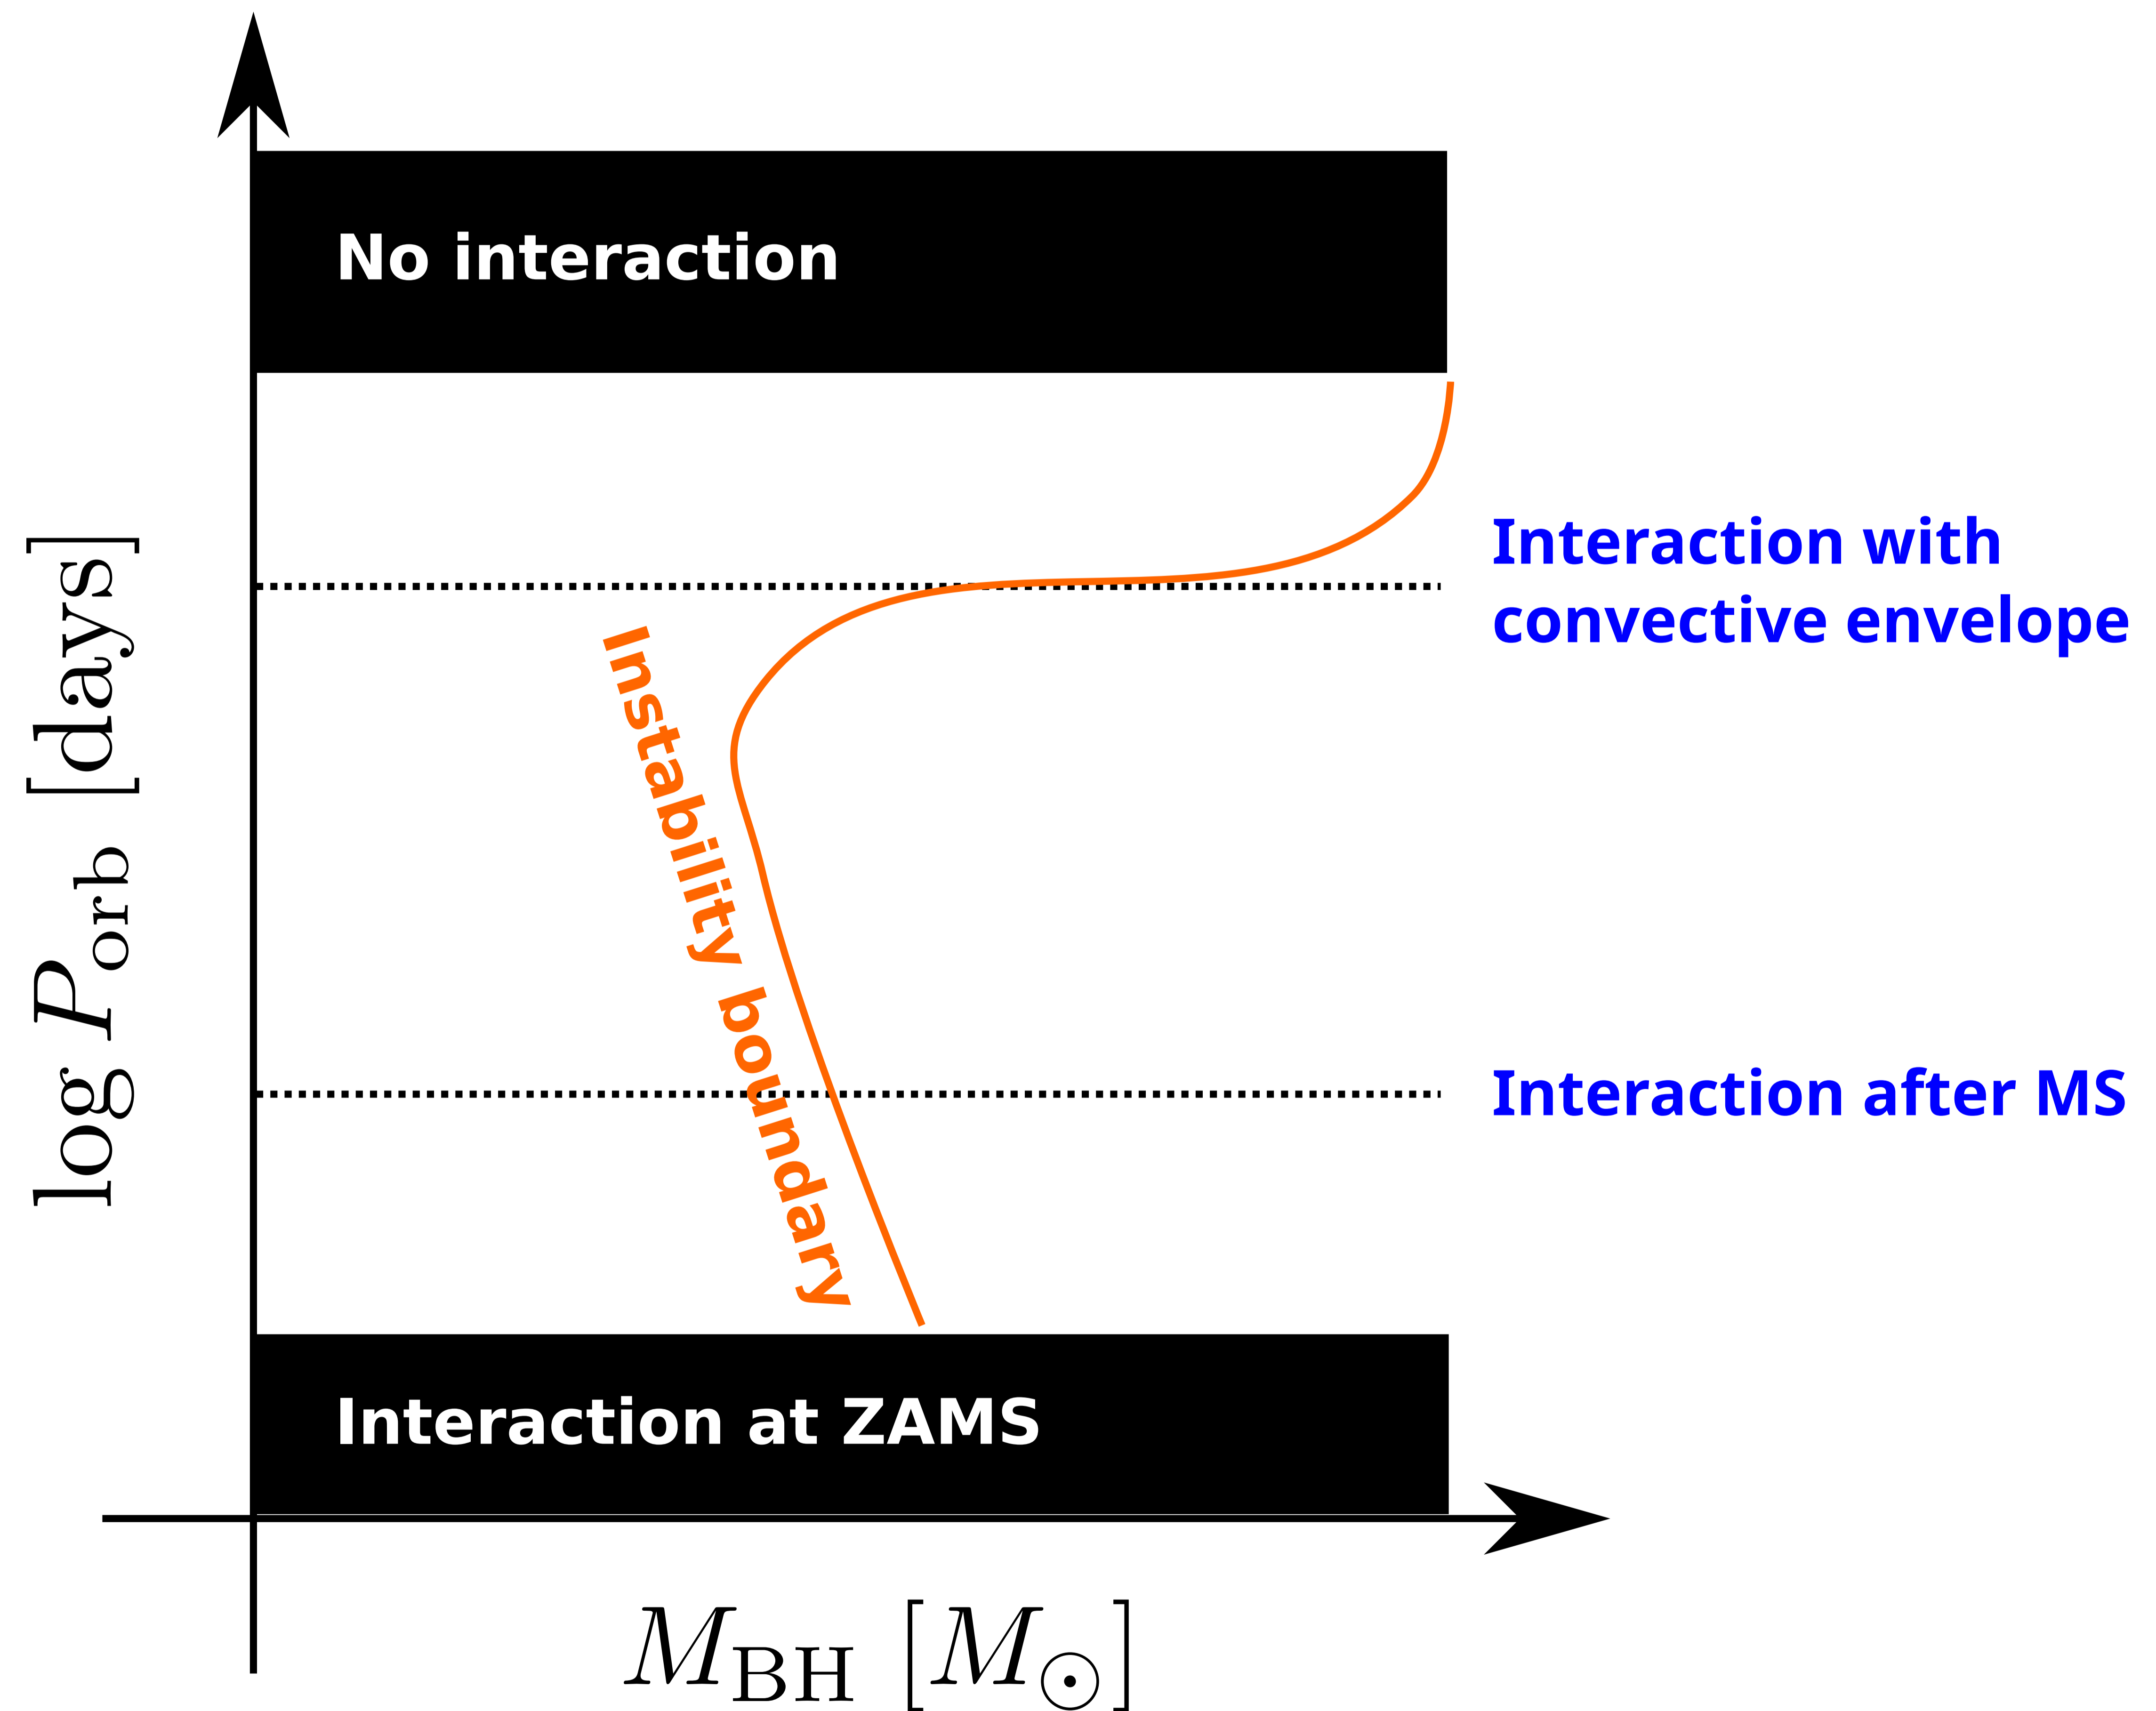 No interaction
Interaction with
convective envelope
log P_orb [days]
Instability boundary
Interaction after MS
Interaction at ZAMS
M_BH [M_⊙]